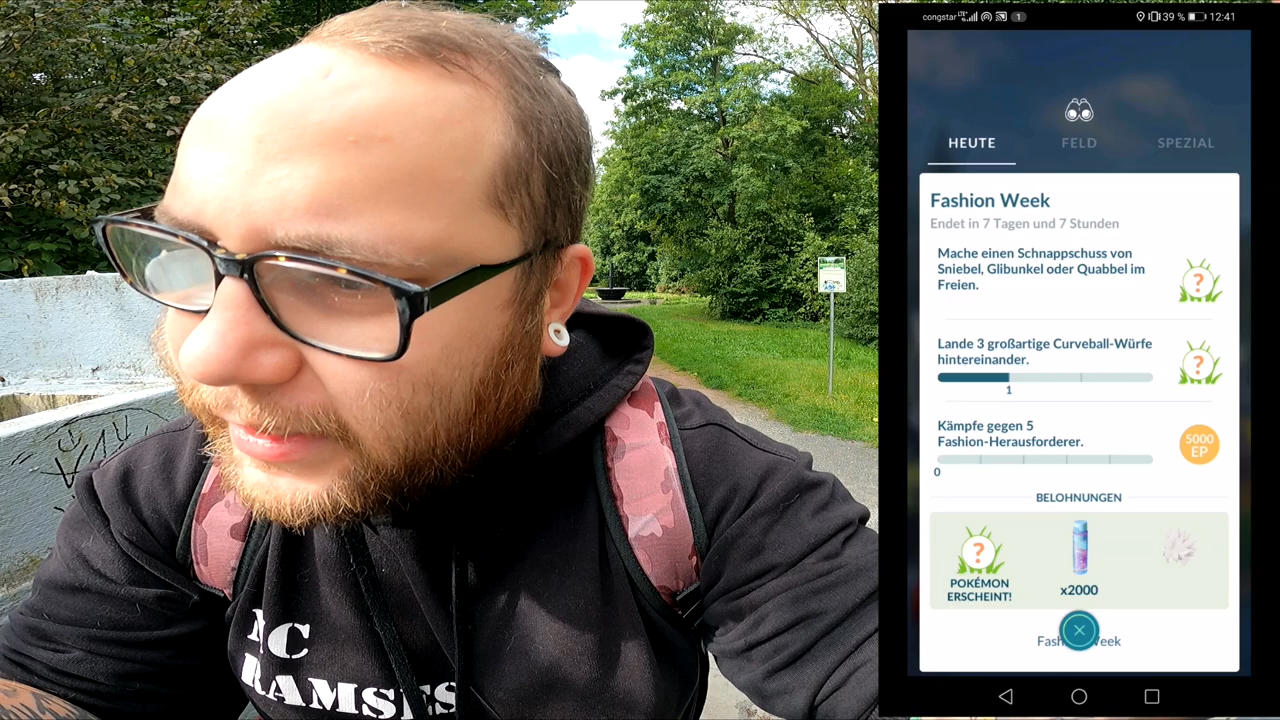 MC
RAMSES
congstar
1
39 %
12:41
HEUTE
FELD
SPEZIAL
Fashion Week
Endet in 7 Tagen und 7 Stunden
Mache einen Schnappschuss von
Sniebel, Glibunkel oder Quabbel im
Freien.
?
Lande 3 großartige Curveball-Würfe
hintereinander.
1
?
Kämpfe gegen 5
Fashion-Herausforderer.
0
5000
EP
BELOHNUNGEN
?
POKÉMON
ERSCHEINT!
x2000